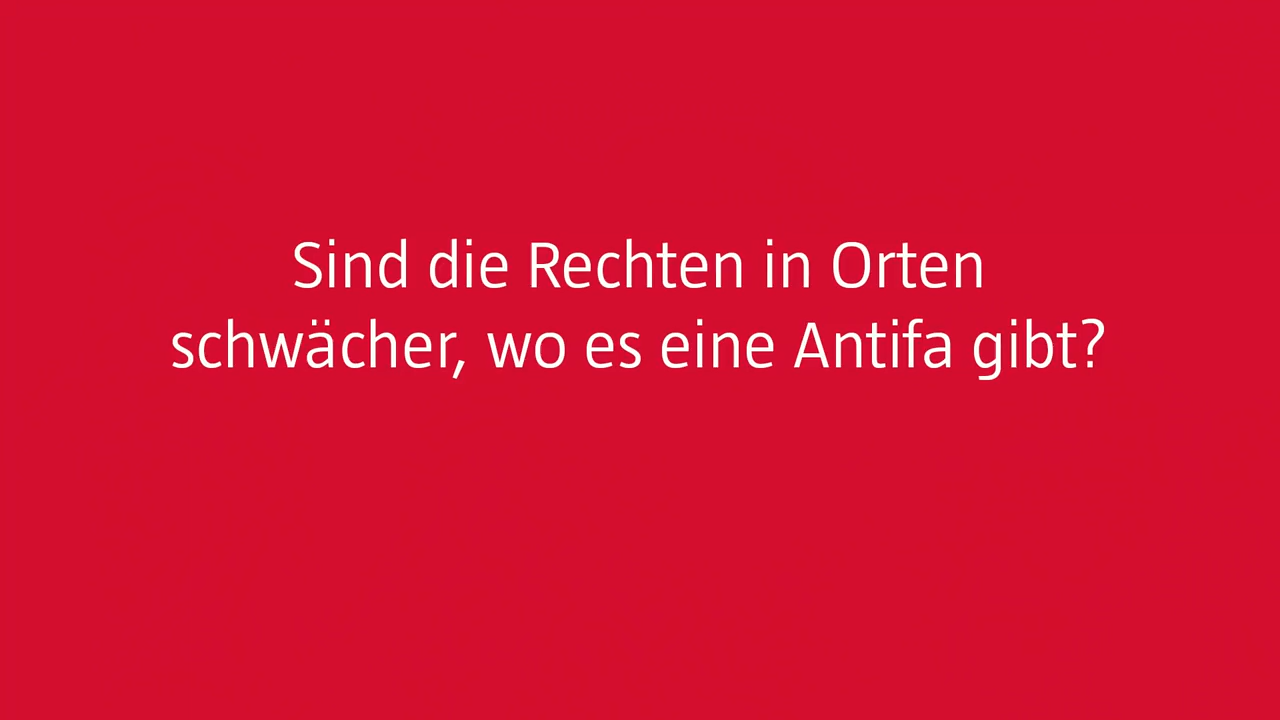 Sind die Rechten in Orten
schwächer, wo es eine Antifa gibt?